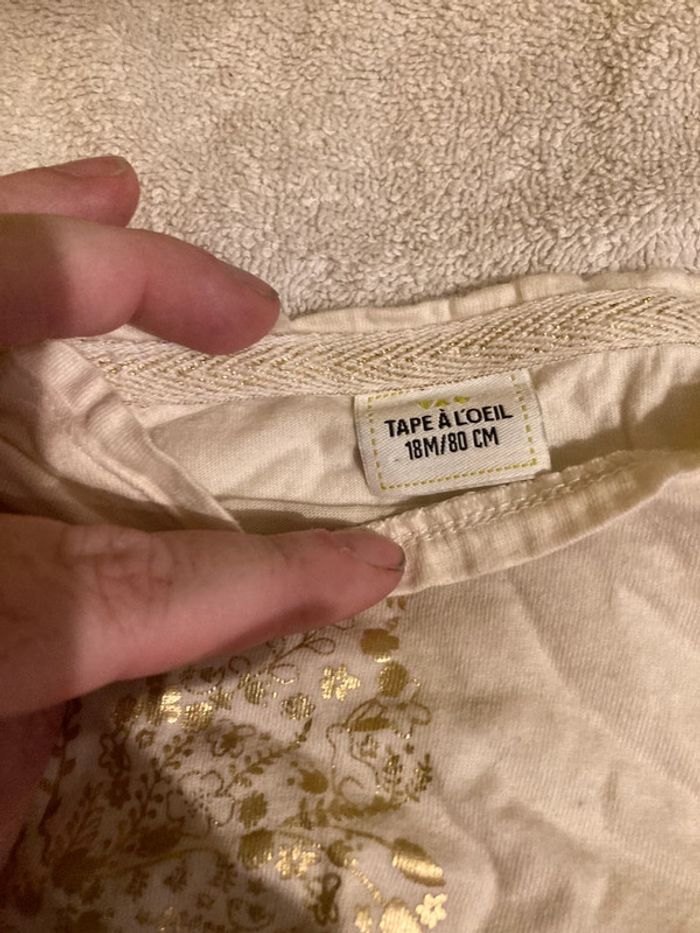 TAPE À L'OEIL
18M/80 CM